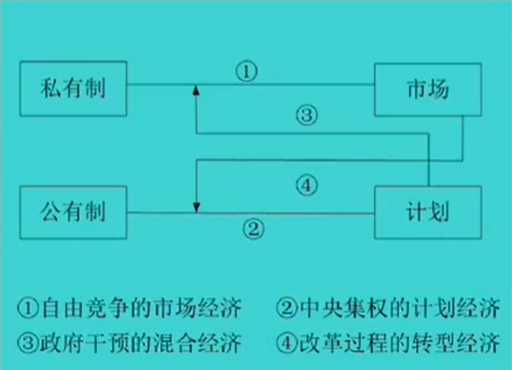 ①
私有制 市场
③
④
公有制 计划
②
①自由竞争的市场经济 ②中央集权的计划经济
③政府干预的混合经济 ④改革过程的转型经济